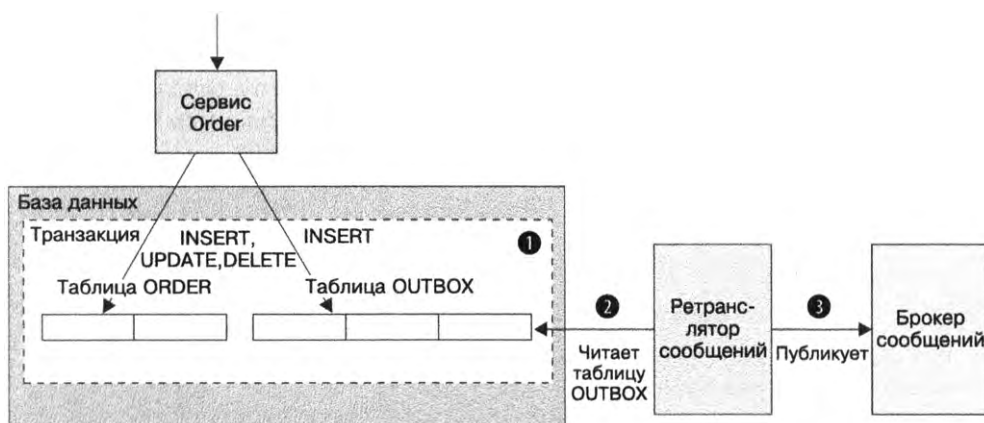 Сервис
Order
База данных
Транзакция
INSERT,
UPDATE,DELETE
INSERT
1
Таблица ORDER
Таблица OUTBOX
2
Читает
таблицу
OUTBOX
Ретранс-
лятор
сообщений
3
Публикует
Брокер
сообщений